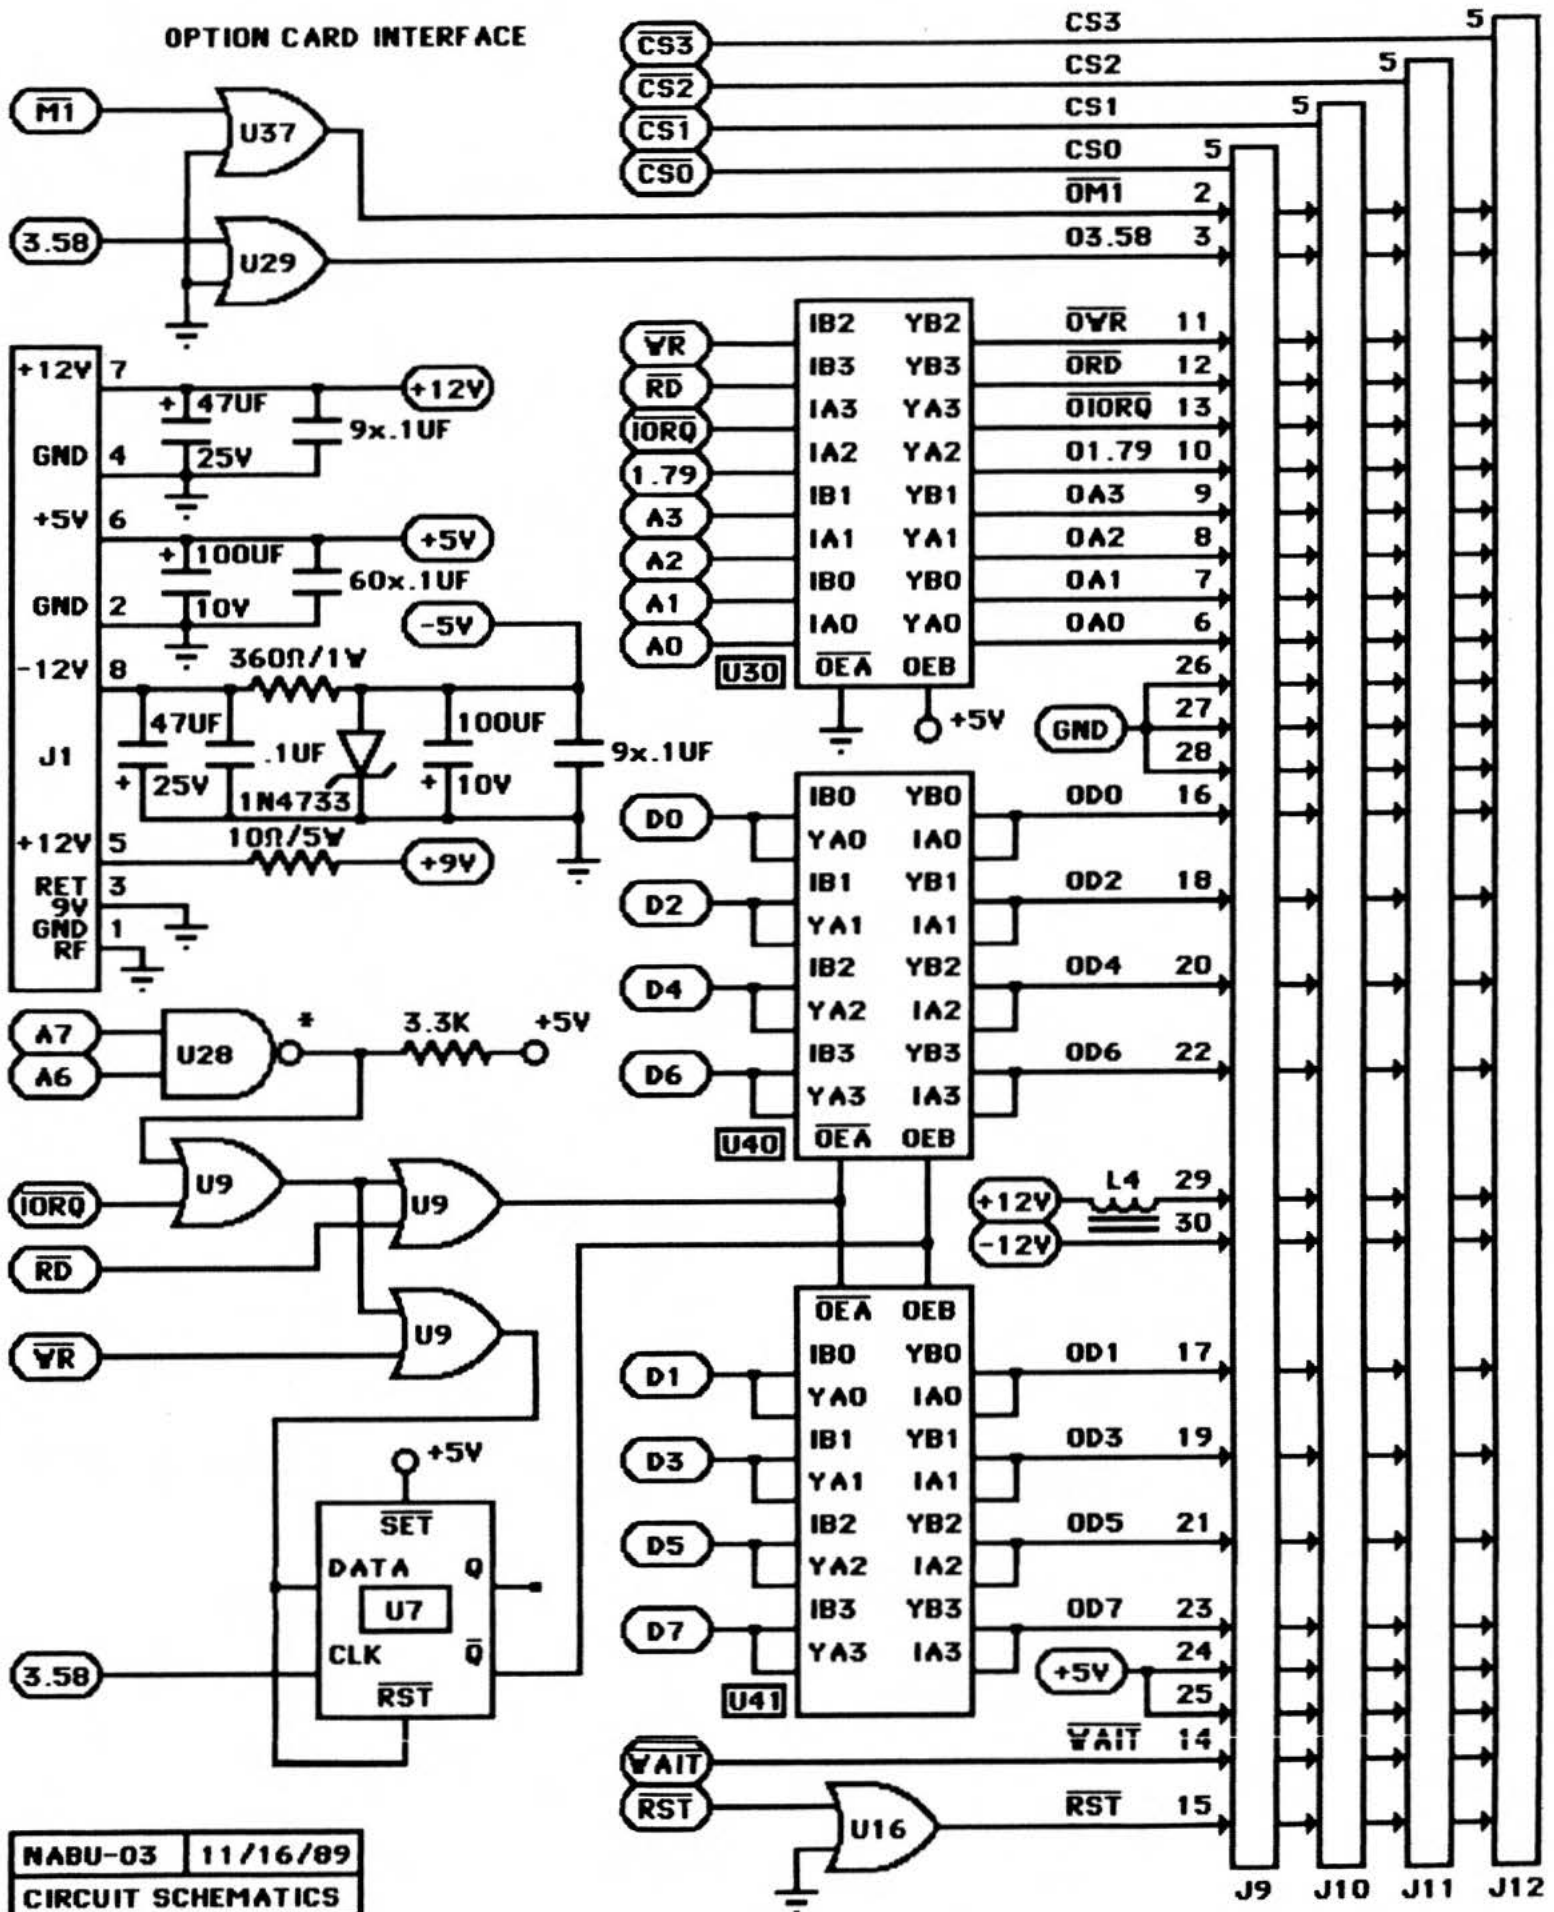 OPTION CARD INTERFACE
M1
U37
3.58
U29
CS3 CS3 5
CS2 CS2 5
CS1 CS1 5
CS0 CS0 5
OM1 2
O3.58 3
WR IB2 YB2 OWR 11
RD IB3 YB3 ORD 12
IORQ IA3 YA3 OIORQ 13
1.79 IA2 YA2 O1.79 10
A3 IB1 YB1 OA3 9
A2 IA1 YA1 OA2 8
A1 IB0 YB0 OA1 7
A0 IA0 YA0 OA0 6
U30 OEA OEB
+5V
GND
26
27
28
+12V 7
+12V
+ 47UF
25V
9x.1UF
GND 4
+5V 6
+5V
+ 100UF
10V
60x.1UF
GND 2
-5V
-12V 8
360Ω/1W
47UF
+ 25V
.1UF
1N4733
100UF
+ 10V
9x.1UF
J1
+12V 5
10Ω/5W
+9V
RET 3
9V
GND 1
RF
D0 IB0 YB0 OD0 16
YA0 IA0
D2 IB1 YB1 OD2 18
YA1 IA1
D4 IB2 YB2 OD4 20
YA2 IA2
D6 IB3 YB3 OD6 22
YA3 IA3
U40 OEA OEB
A7
A6
U28
*
3.3K
+5V
U9
IORQ
U9
RD
U9
WR
+12V L4 29
-12V 30
OEA OEB
D1 IB0 YB0 OD1 17
YA0 IA0
D3 IB1 YB1 OD3 19
YA1 IA1
D5 IB2 YB2 OD5 21
YA2 IA2
D7 IB3 YB3 OD7 23
YA3 IA3
U41
+5V 24
25
+5V
SET
DATA Q
U7
CLK Q
RST
3.58
WAIT WAIT 14
RST RST 15
U16
J9 J10 J11 J12
NABU-03 11/16/89
CIRCUIT SCHEMATICS